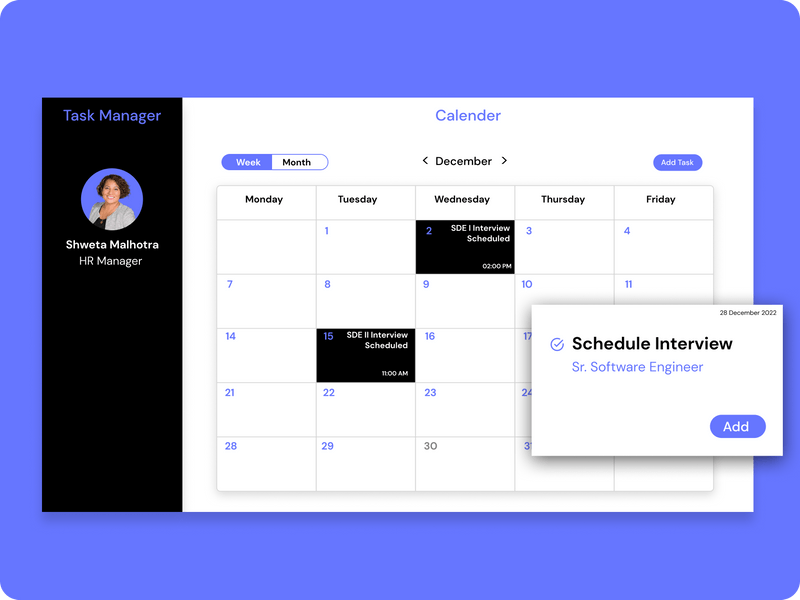 Task Manager
Shweta Malhotra
HR Manager
Calender
Week Month
< December >
Add Task
Monday Tuesday Wednesday Thursday Friday
1 2 SDE I Interview 3 4
Scheduled
02:00 PM
7 8 9 10 11
14 15 SDE II Interview 16 17
Scheduled
11:00 AM
21 22 23 24
28 29 30 31
28 December 2022
Schedule Interview
Sr. Software Engineer
Add